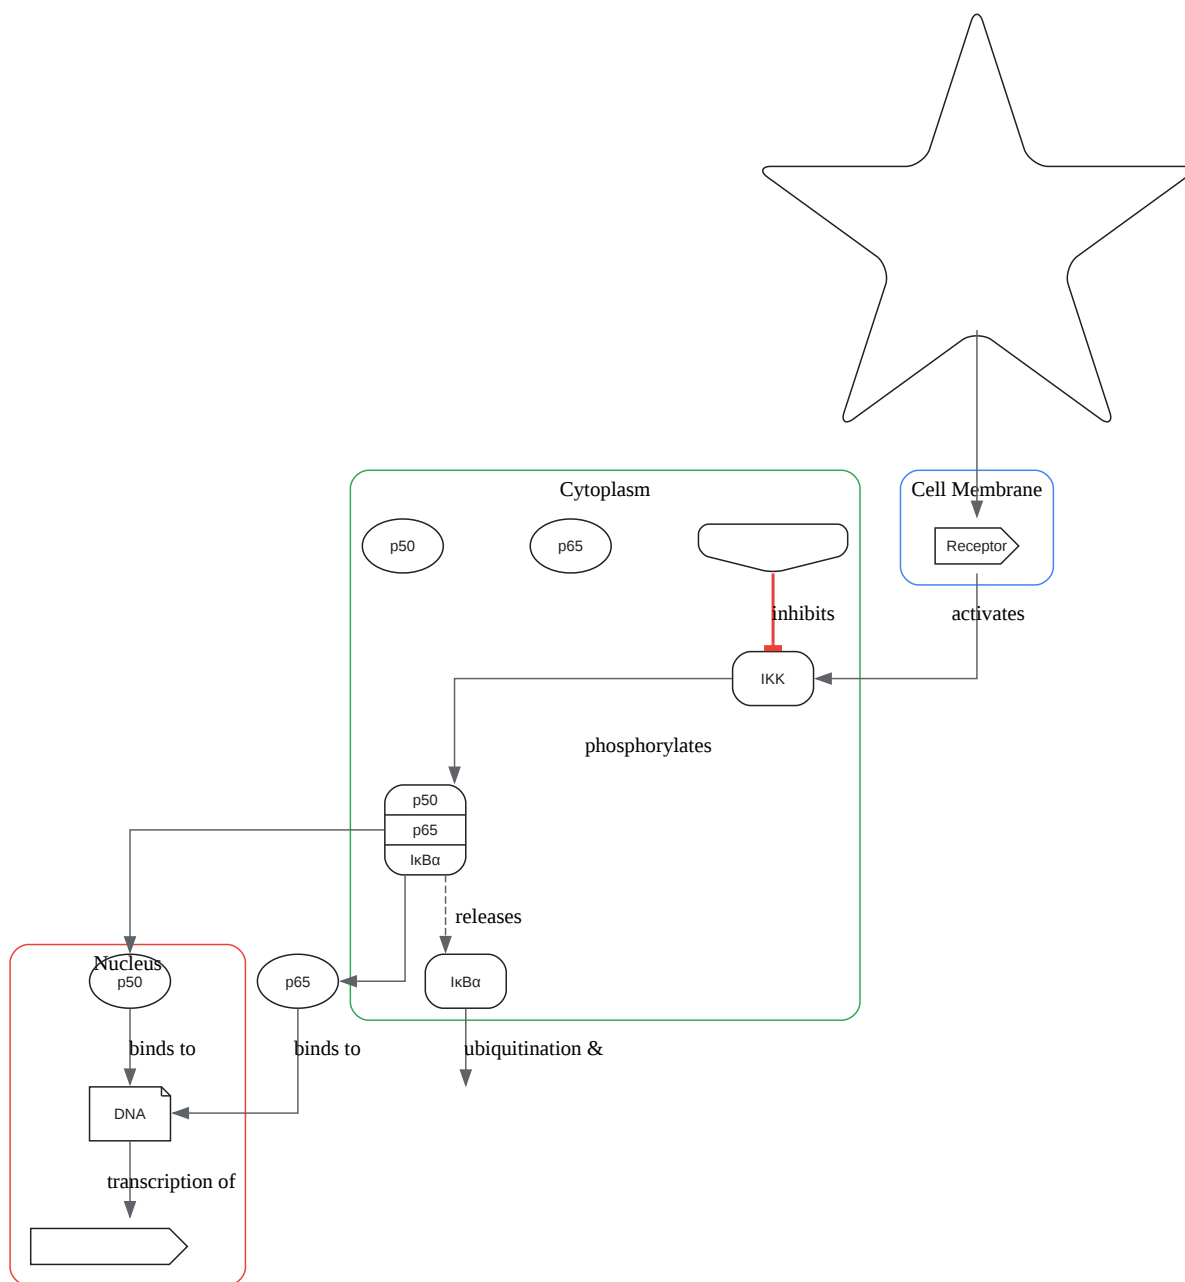 Cytoplasm
Cell Membrane
p50
p65
Receptor
inhibits
activates
IKK
phosphorylates
p50
p65
IκBα
releases
Nucleus
p50
p65
IκBα
binds to
binds to
ubiquitination &
DNA
transcription of